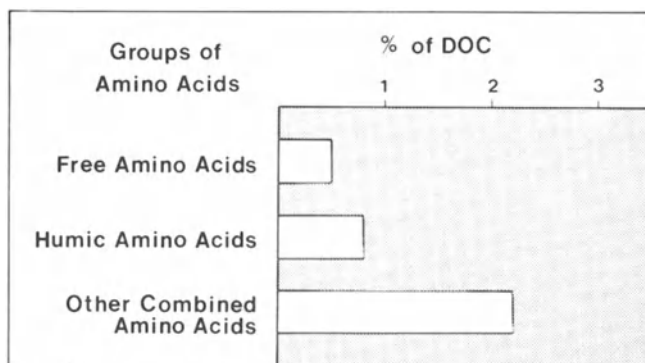 Groups of
Amino Acids
% of DOC
1 2 3
Free Amino Acids
Humic Amino Acids
Other Combined
Amino Acids